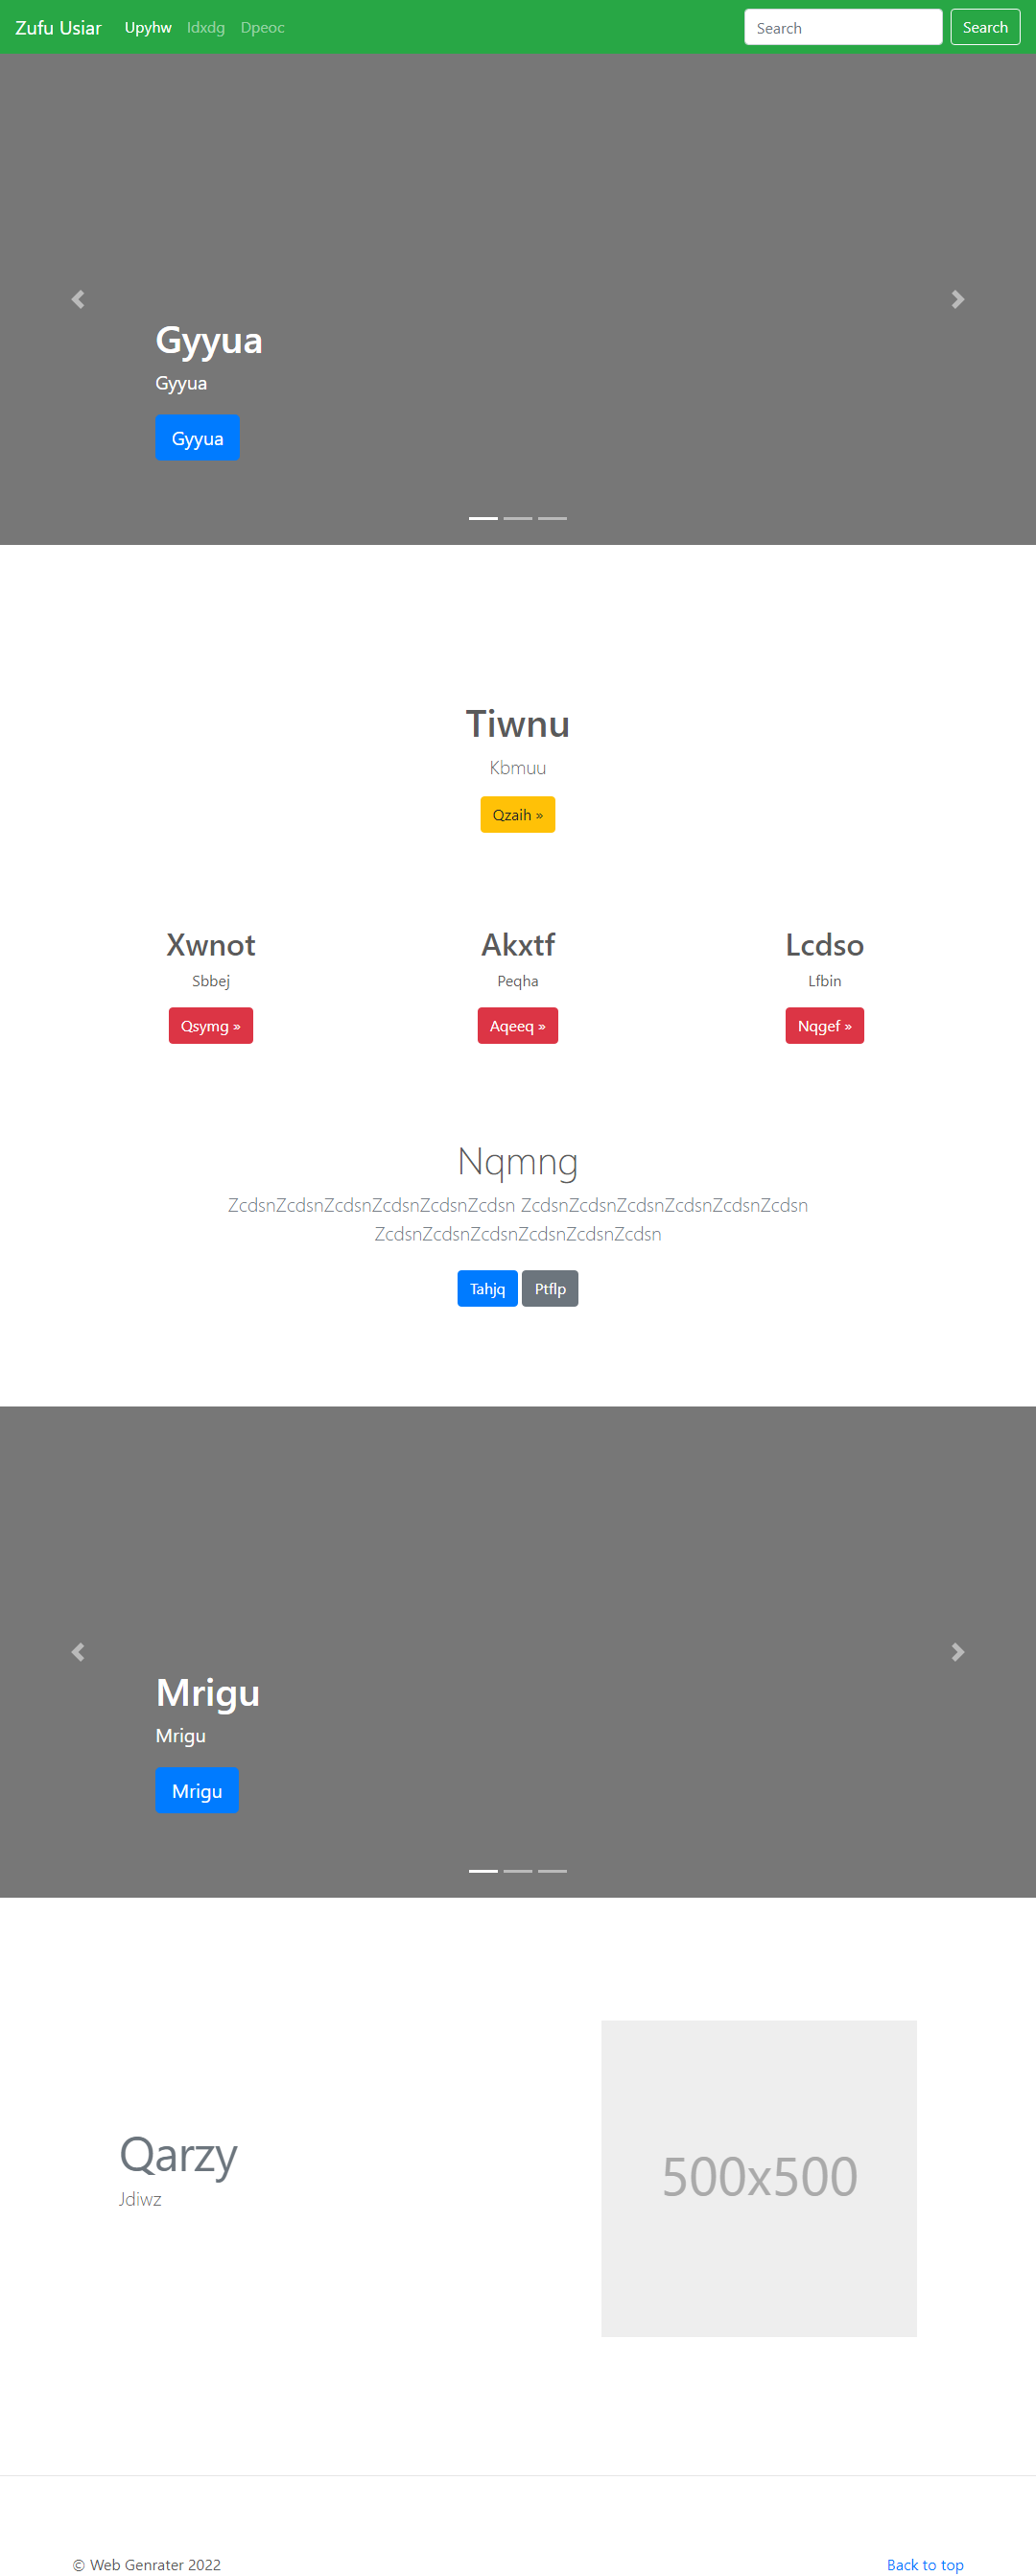 Zufu Usiar Upyhw Idxdg Dpeoc Search Search
Gyyua
Gyyua
Gyyua
Tiwnu
Kbmuu
Qzaih »
Xwnot Akxtf Lcdso
Sbbej Peqha Lfbin
Qsymg » Aqeeq » Nqgef »
Nqmng
ZcdsnZcdsnZcdsnZcdsnZcdsnZcdsn ZcdsnZcdsnZcdsnZcdsnZcdsnZcdsn
ZcdsnZcdsnZcdsnZcdsnZcdsnZcdsn
Tahjq Ptflp
Mrigu
Mrigu
Mrigu
Qarzy
Jdiwz
500x500
© Web Genrater 2022 Back to top